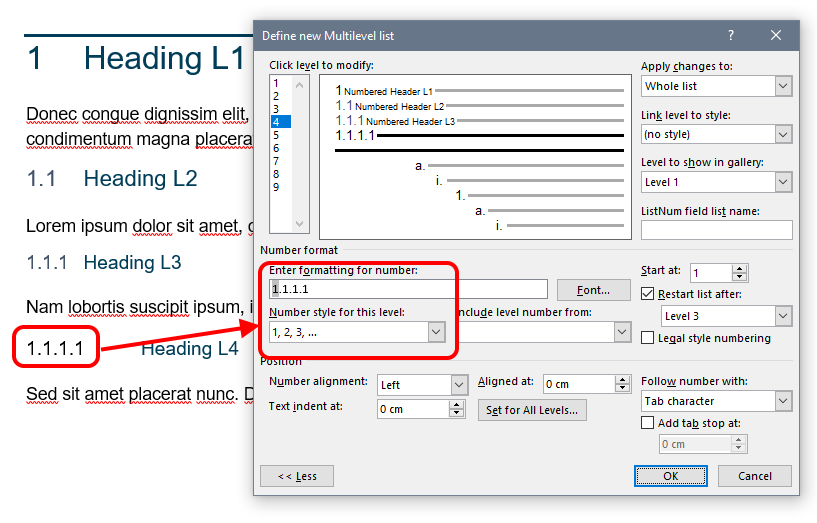 1 Heading L1
Donec congue dignissim elit,
condimentum magna placera
1.1 Heading L2
Lorem ipsum dolor sit amet, c
1.1.1 Heading L3
Nam lobortis suscipit ipsum, i
1.1.1.1 Heading L4
Sed sit amet placerat nunc. D
Define new Multilevel list
? ✕
Click level to modify:
1
2
3
4
5
6
7
8
9
1 Numbered Header L1
1.1 Numbered Header L2
1.1.1 Numbered Header L3
1.1.1.1
a.
i.
1.
a.
i.
Apply changes to:
Whole list
Link level to style:
(no style)
Level to show in gallery:
Level 1
ListNum field list name:
Number format
Enter formatting for number:
1.1.1.1
Font...
Number style for this level:
1, 2, 3, ...
nclude level number from:
Start at: 1
Restart list after:
Level 3
Legal style numbering
Position
Number alignment: Left
Aligned at: 0 cm
Text indent at: 0 cm
Set for All Levels...
Follow number with:
Tab character
Add tab stop at:
0 cm
<< Less
OK
Cancel